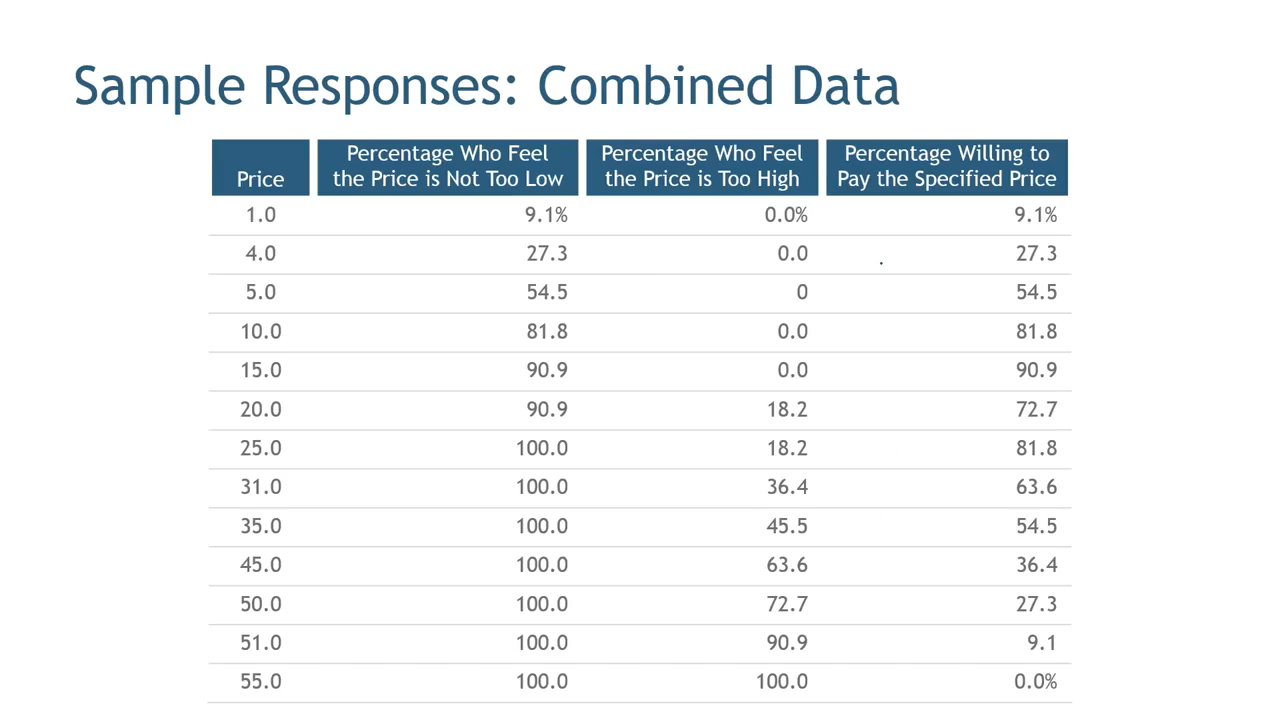 Sample Responses: Combined Data
Price
Percentage Who Feel
the Price is Not Too Low
Percentage Who Feel
the Price is Too High
Percentage Willing to
Pay the Specified Price
1.0 9.1% 0.0% 9.1%
4.0 27.3 0.0 27.3
5.0 54.5 0 54.5
10.0 81.8 0.0 81.8
15.0 90.9 0.0 90.9
20.0 90.9 18.2 72.7
25.0 100.0 18.2 81.8
31.0 100.0 36.4 63.6
35.0 100.0 45.5 54.5
45.0 100.0 63.6 36.4
50.0 100.0 72.7 27.3
51.0 100.0 90.9 9.1
55.0 100.0 100.0 0.0%